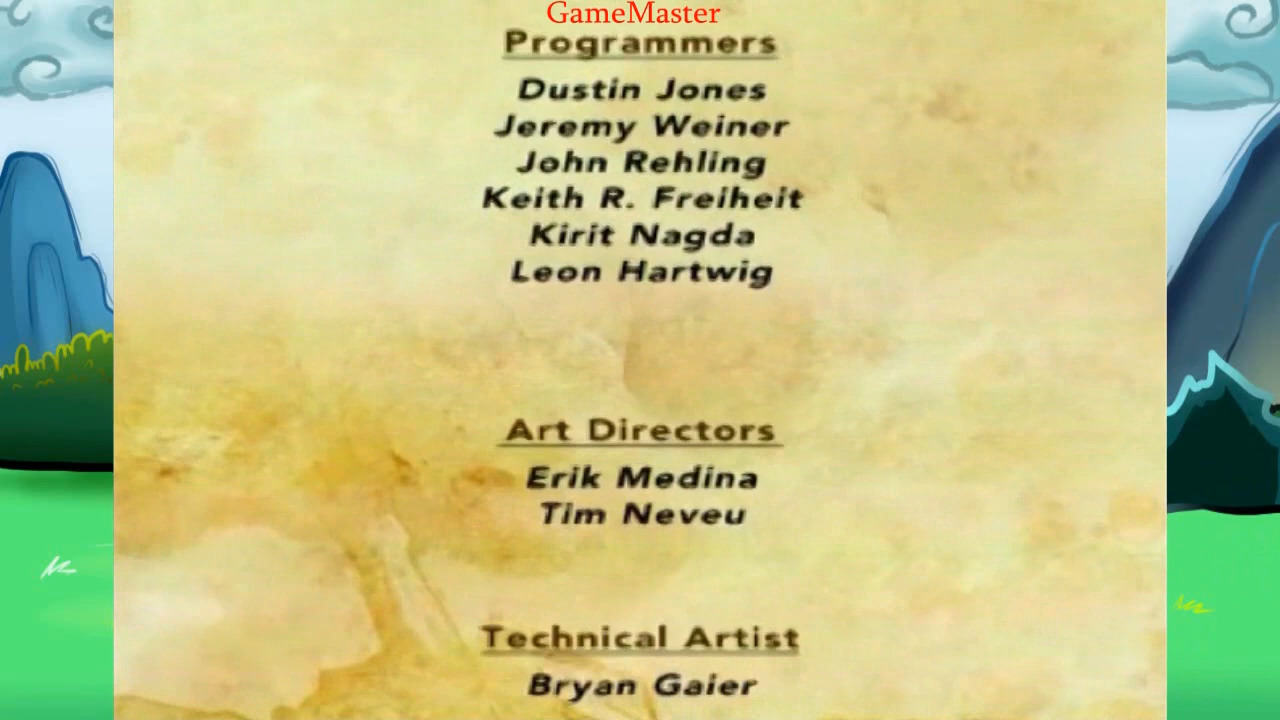 GameMaster
Programmers
Dustin Jones
Jeremy Weiner
John Rehling
Keith R. Freiheit
Kirit Nagda
Leon Hartwig
Art Directors
Erik Medina
Tim Neveu
Technical Artist
Bryan Gaier